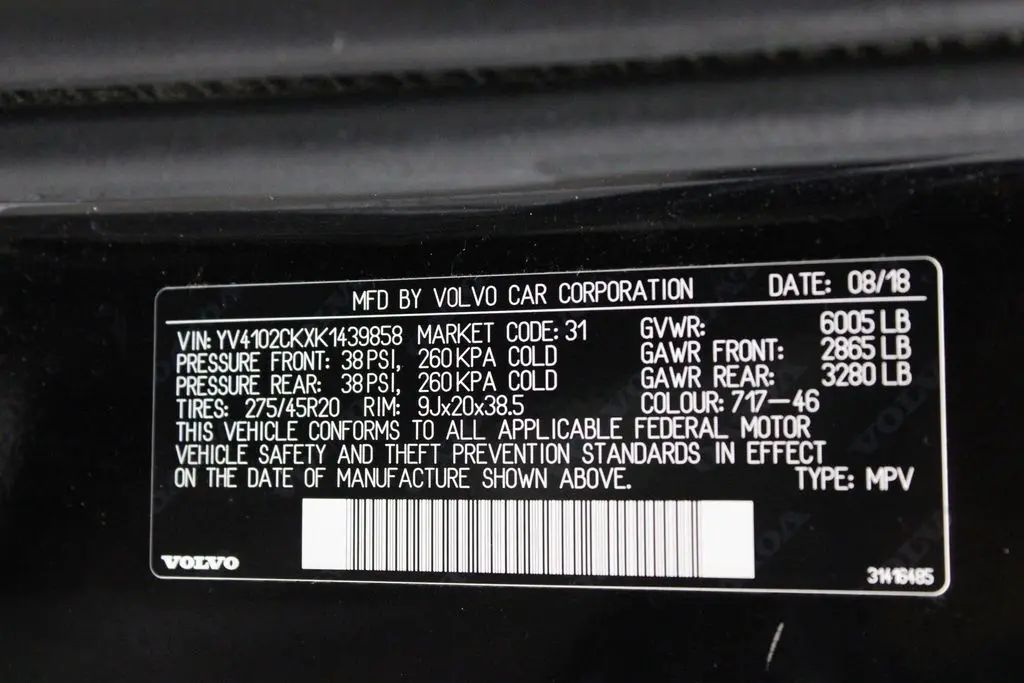 MFD BY VOLVO CAR CORPORATION DATE: 08/18
VIN: YV4102CKXK1439858 MARKET CODE: 31 GVWR: 6005 LB
PRESSURE FRONT: 38 PSI, 260 KPA COLD GAWR FRONT: 2865 LB
PRESSURE REAR: 38 PSI, 260 KPA COLD GAWR REAR: 3280 LB
TIRES: 275/45R20 RIM: 9Jx20x38.5 COLOUR: 717-46
THIS VEHICLE CONFORMS TO ALL APPLICABLE FEDERAL MOTOR
VEHICLE SAFETY AND THEFT PREVENTION STANDARDS IN EFFECT
ON THE DATE OF MANUFACTURE SHOWN ABOVE. TYPE: MPV
VOLVO 31416485